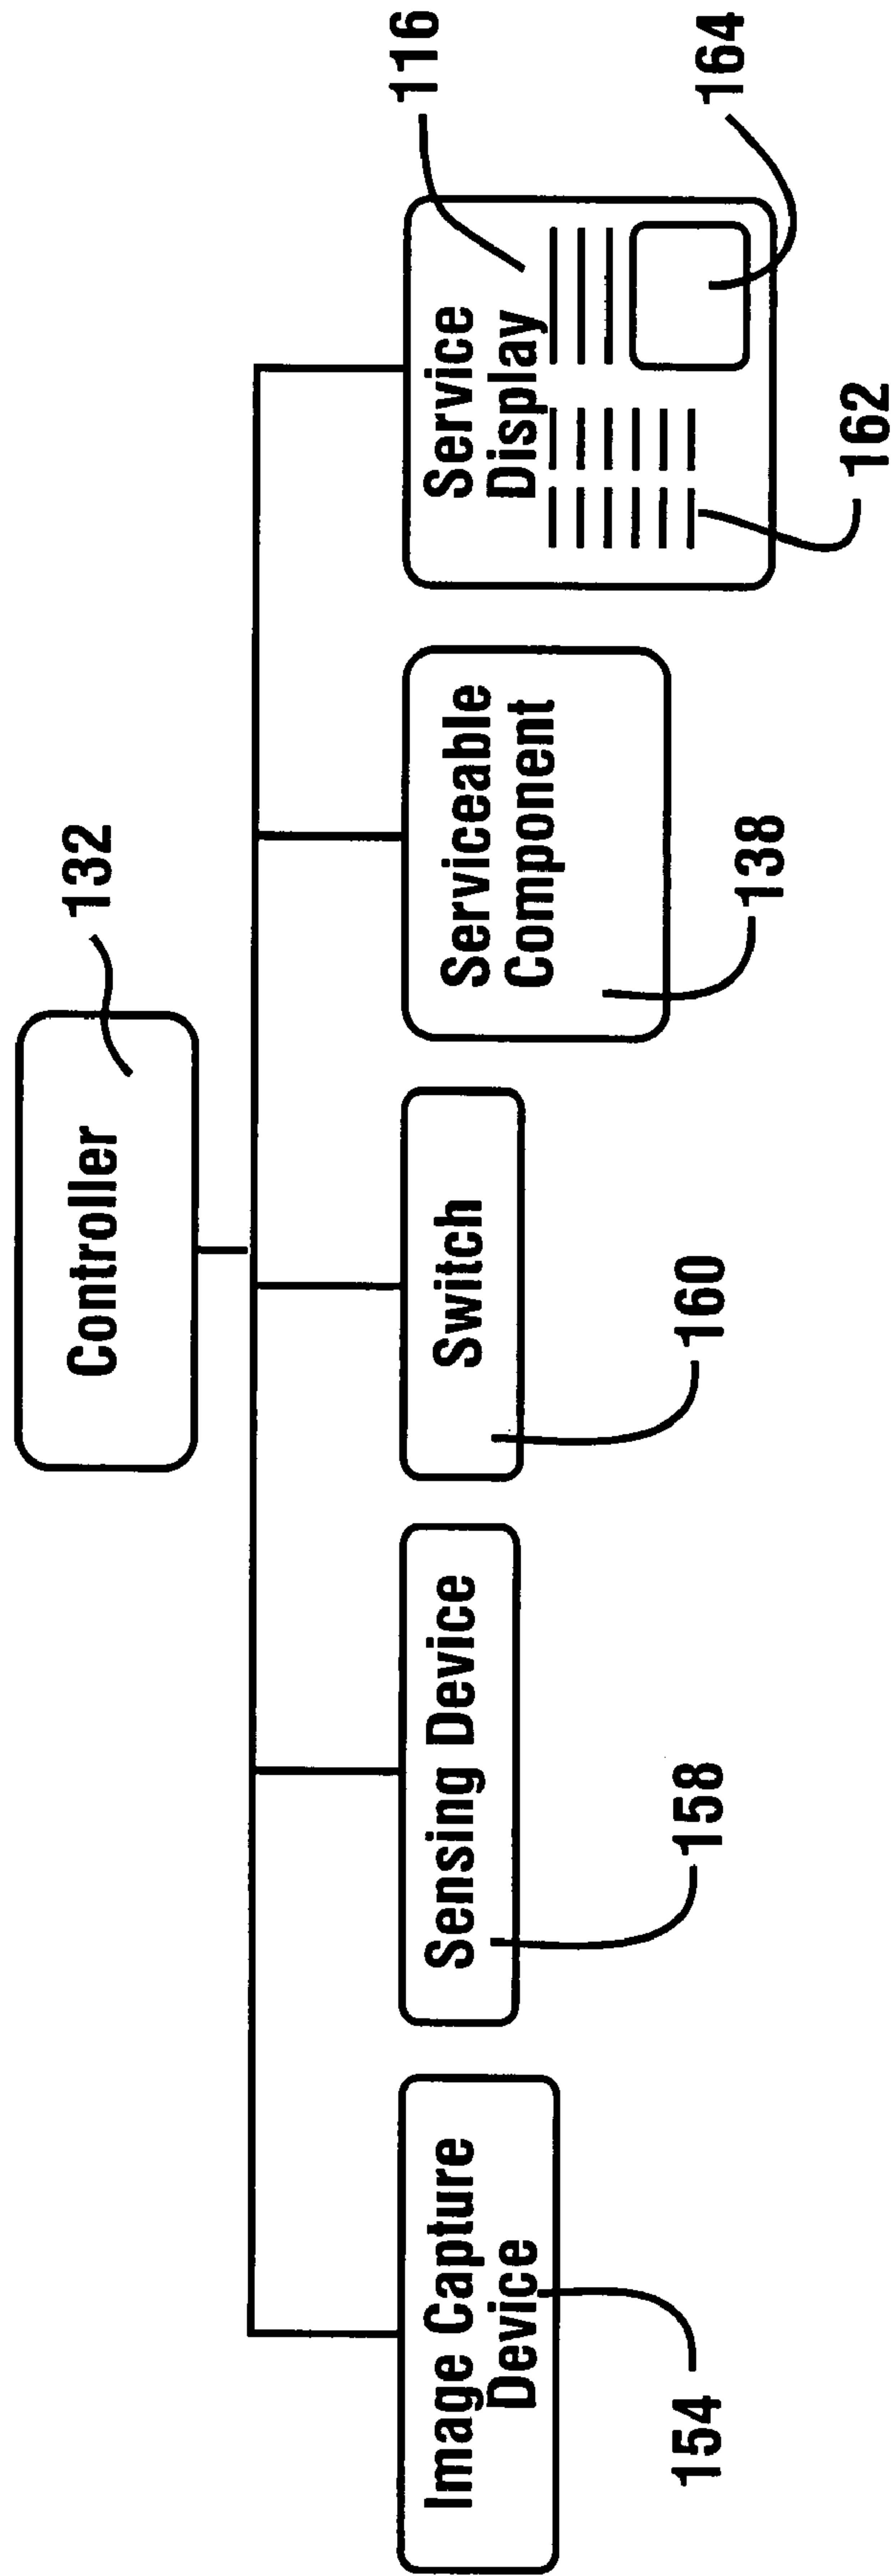 Controller
132
Image Capture
Device
154
Sensing Device
158
Switch
160
Serviceable
Component
138
Service
Display
116
162
164